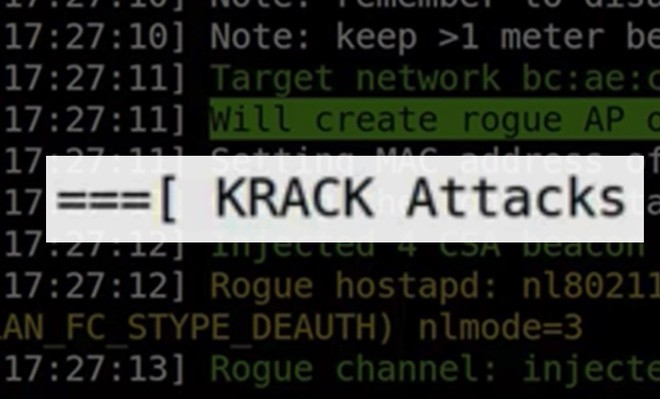 17:27:10] Note: remember to disa
17:27:10] Note: keep >1 meter be
17:27:11] Target network bc:ae:c
17:27:11] Will create rogue AP o
17:27:11] Setting MAC address of
===[ KRACK Attacks
17:27:12] Injected 4 CSA beacon
17:27:12] Rogue hostapd: nl80211
LAN_FC_STYPE_DEAUTH) nlmode=3
17:27:13] Rogue channel: injecte